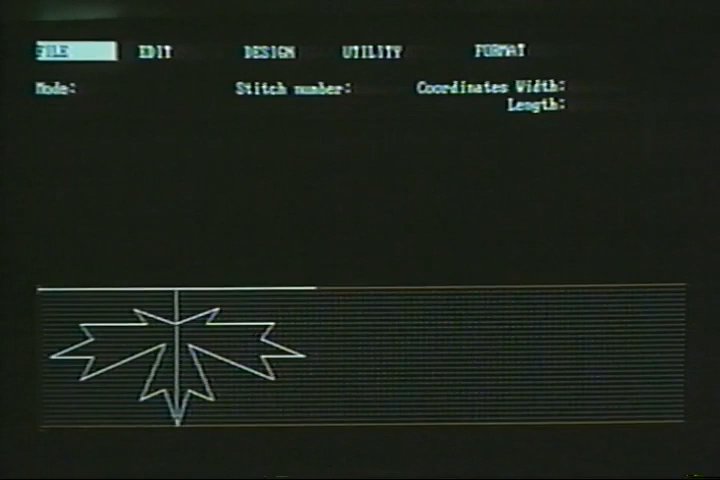 FILE EDIT DESIGN UTILITY FORMAT
Mode: Stitch number: Coordinates Width:
Length: